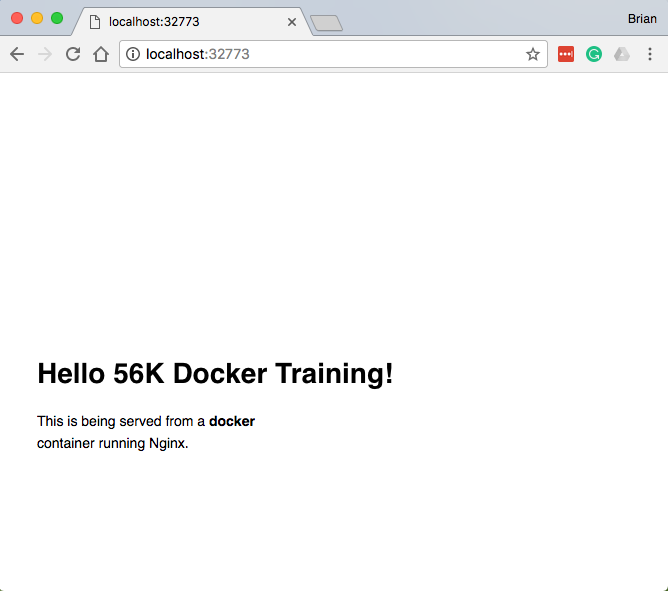 localhost:32773
Brian
localhost:32773
Hello 56K Docker Training!
This is being served from a docker
container running Nginx.